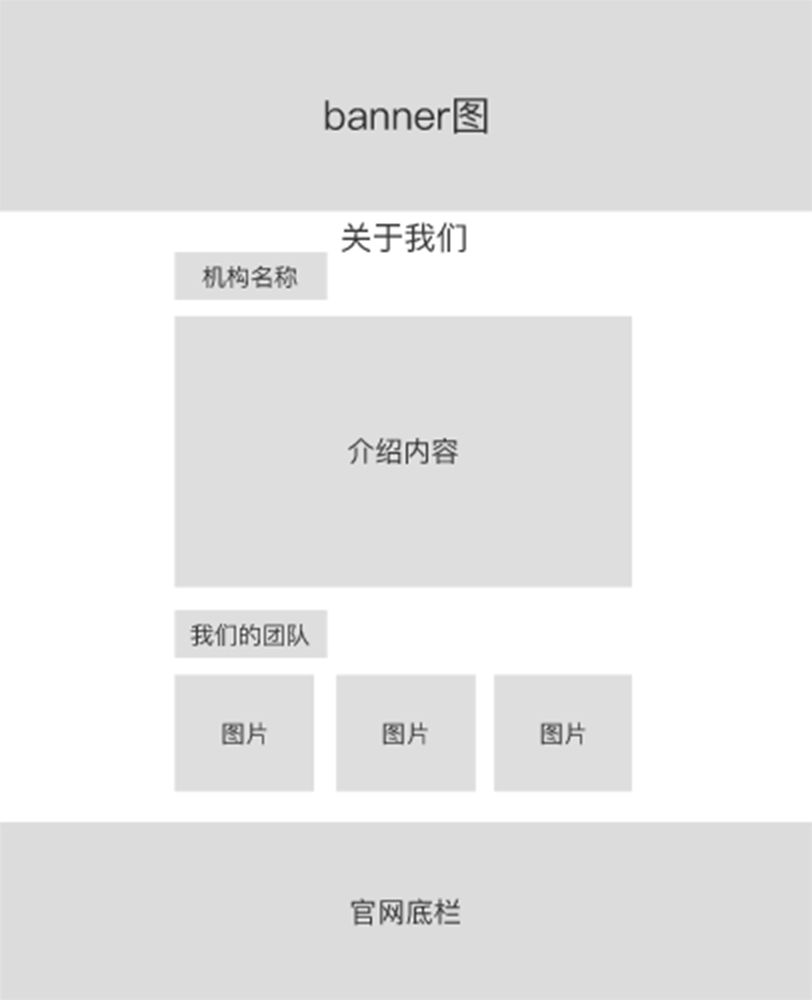 banner图
关于我们
机构名称
介绍内容
我们的团队
图片
图片
图片
官网底栏